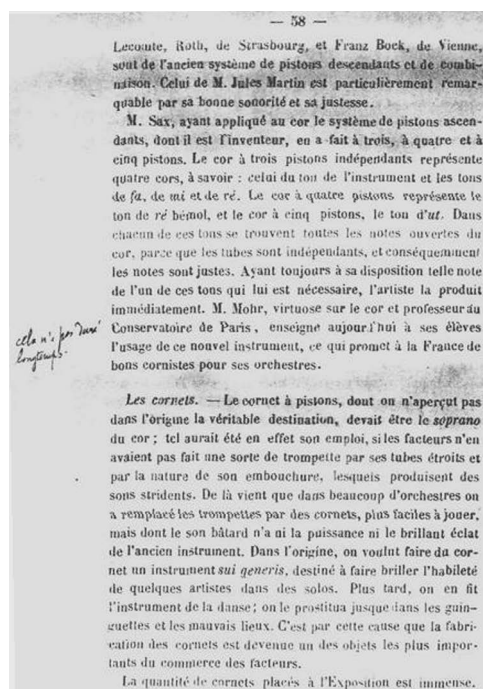 — 58 —
Lecomte, Roth, de Strasbourg, et Franz Bock, de Vienne,
sont de l'ancien système de pistons descendants et de combi-
naison. Celui de M. Jules Martin est particulièrement remar-
quable par sa bonne sonorité et sa justesse.
M. Sax, ayant appliqué au cor le système de pistons ascen-
dants, dont il est l'inventeur, en a fait à trois, à quatre et à
cinq pistons. Le cor à trois pistons indépendants représente
quatre cors, à savoir : celui du ton de l'instrument et les tons
de fa, de mi et de ré. Le cor à quatre pistons représente le
ton de ré bémol, et le cor à cinq pistons, le ton d'ut. Dans
chacun de ces tons se trouvent toutes les notes ouvertes du
cor, parce que les tubes sont indépendants, et conséquemment
les notes sont justes. Ayant toujours à sa disposition telle note
de l'un de ces tons qui lui est nécessaire, l'artiste la produit
immédiatement. M. Mohr, virtuose sur le cor et professeur au
Conservatoire de Paris, enseigne aujourd'hui à ses élèves
l'usage de ce nouvel instrument, ce qui promet à la France de
bons cornistes pour ses orchestres.
cela n'a pas duré
longtemps.
Les cornets. — Le cornet à pistons, dont on n'aperçut pas
dans l'origine la véritable destination, devait être le soprano
du cor ; tel aurait été en effet son emploi, si les facteurs n'en
avaient pas fait une sorte de trompette par ses tubes étroits et
par la nature de son embouchure, lesquels produisent des
sons stridents. De là vient que dans beaucoup d'orchestres on
a remplacé les trompettes par des cornets, plus faciles à jouer,
mais dont le son bâtard n'a ni la puissance ni le brillant éclat
de l'ancien instrument. Dans l'origine, on voulut faire du cor-
net un instrument sui generis, destiné à faire briller l'habileté
de quelques artistes dans des solos. Plus tard, on en fit
l'instrument de la danse ; on le prostitua jusque dans les guin-
guettes et les mauvais lieux. C'est par cette cause que la fabri-
cation des cornets est devenue un des objets les plus impor-
tants du commerce des facteurs.
La quantité de cornets placés à l'Exposition est immense.